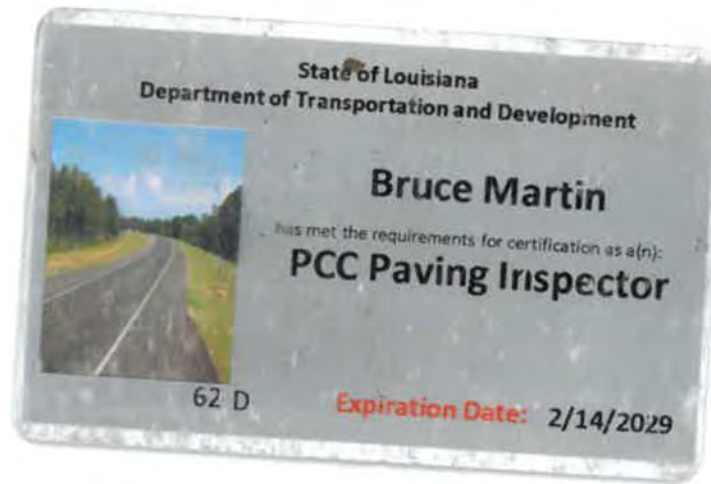 State of Louisiana
Department of Transportation and Development
Bruce Martin
has met the requirements for certification as a(n):
PCC Paving Inspector
62 D
Expiration Date: 2/14/2029